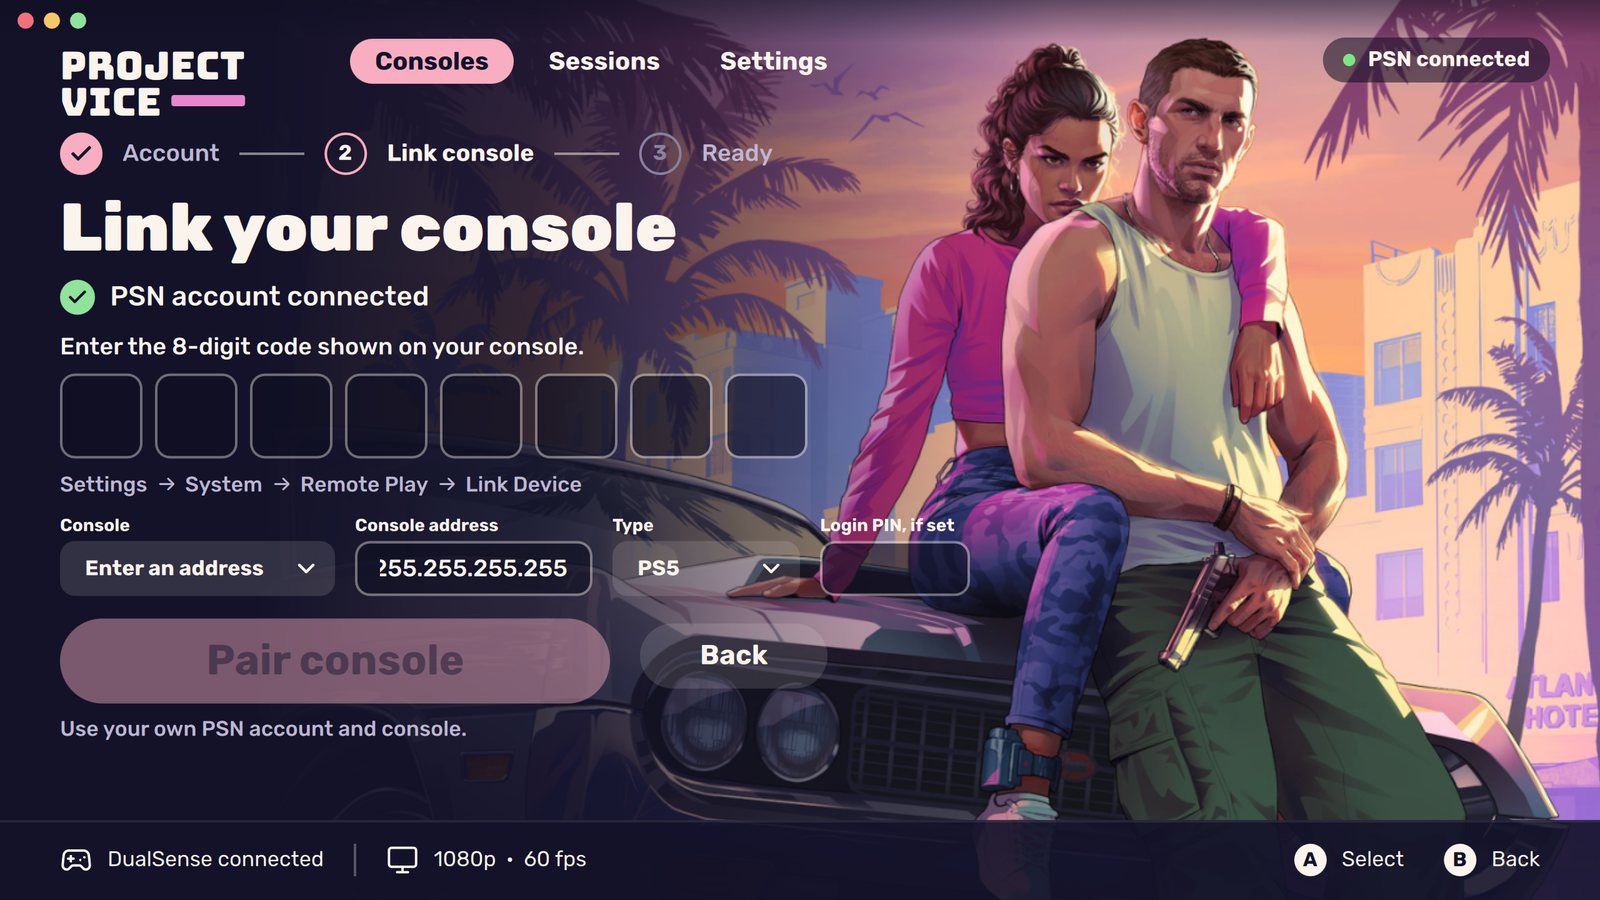 PROJECT
VICE
Consoles
Sessions
Settings
PSN connected
Account
2
Link console
3
Ready
Link your console
PSN account connected
Enter the 8-digit code shown on your console.
Settings → System → Remote Play → Link Device
Console
Console address
Type
Login PIN, if set
Enter an address
255.255.255.255
PS5
Pair console
Back
Use your own PSN account and console.
DualSense connected
1080p • 60 fps
A Select
B Back
HOTE